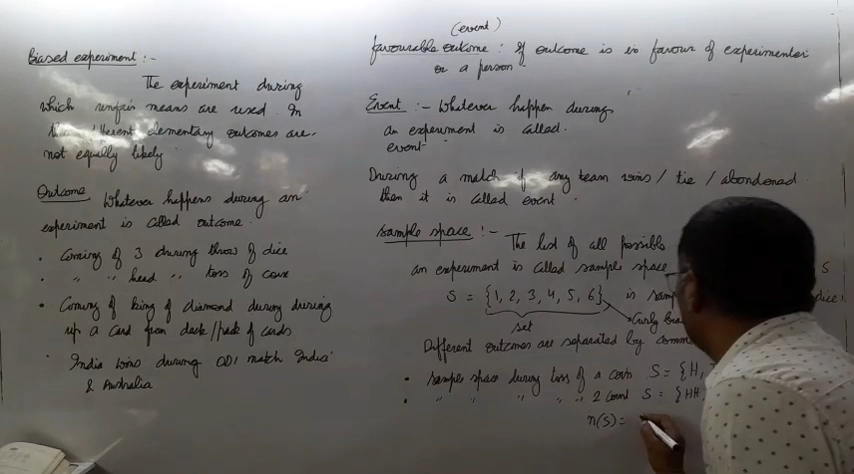 Biased experiment :-
The experiment during
which unfair means are used. In
different elementary outcomes are
not equally likely
Outcome Whatever happens during an
experiment is called outcome.
• Coming of 3 during throw of dice
• " " head " toss of coin
• Coming of king of diamond during
up a card from deck/pack of cards
• India wins during ODI match India
& Australia
(event)
favourable outcome : If outcome is in favour of experimenter
or a person.
Event :- Whatever happen during
an experiment is called
event
During a match if any team wins / tie / abandoned
then it is called event.
Sample space :- The list of all possible
an experiment is called sample space
S
S = {1, 2, 3, 4, 5, 6} is dice
set
Curly
Different outcomes are separated by
• Sample space during toss of a coin S = {H,
• " " " " 2 S = {HH
n(S) =